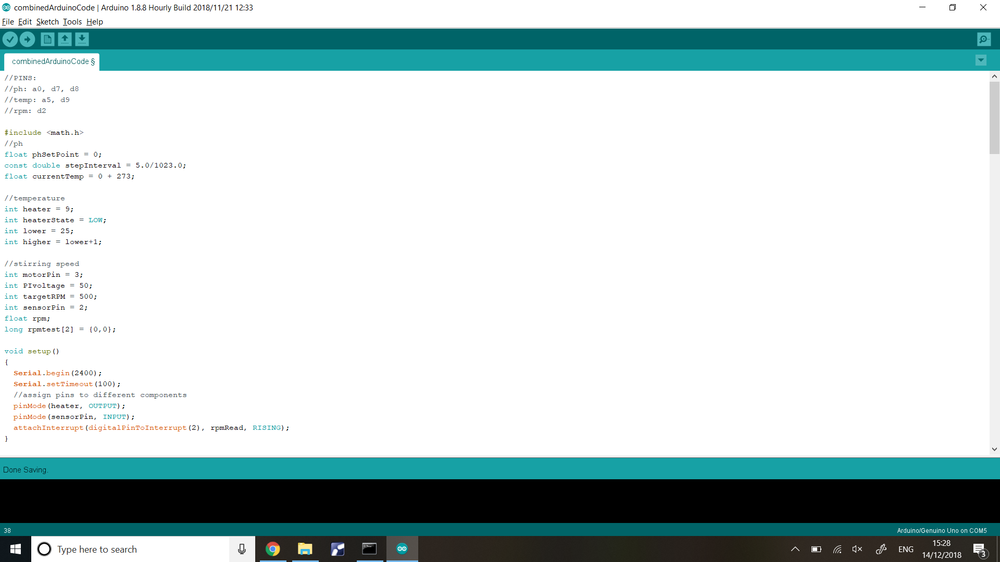 combinedArduinoCode | Arduino 1.8.8 Hourly Build 2018/11/21 12:33
File Edit Sketch Tools Help
combinedArduinoCode §
//PINS:
//ph: a0, d7, d8
//temp: a5, d9
//rpm: d2
#include <math.h>
//ph
float phSetPoint = 0;
const double stepInterval = 5.0/1023.0;
float currentTemp = 0 + 273;
//temperature
int heater = 9;
int heaterState = LOW;
int lower = 25;
int higher = lower+1;
//stirring speed
int motorPin = 3;
int PIvoltage = 50;
int targetRPM = 500;
int sensorPin = 2;
float rpm;
long rpmtest[2] = {0,0};
void setup()
{
  Serial.begin(2400);
  Serial.setTimeout(100);
  //assign pins to different components
  pinMode(heater, OUTPUT);
  pinMode(sensorPin, INPUT);
  attachInterrupt(digitalPinToInterrupt(2), rpmRead, RISING);
}
Done Saving.
38
Arduino/Genuino Uno on COM5
Type here to search
ENG
15:28
14/12/2018
3